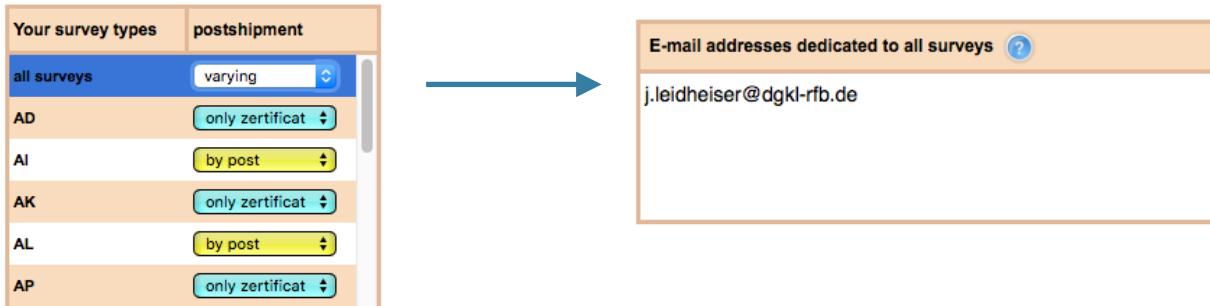 Your survey types postshipment
all surveys varying
AD only zertificat
AI by post
AK only zertificat
AL by post
AP only zertificat
E-mail addresses dedicated to all surveys ?
j.leidheiser@dgkl-rfb.de